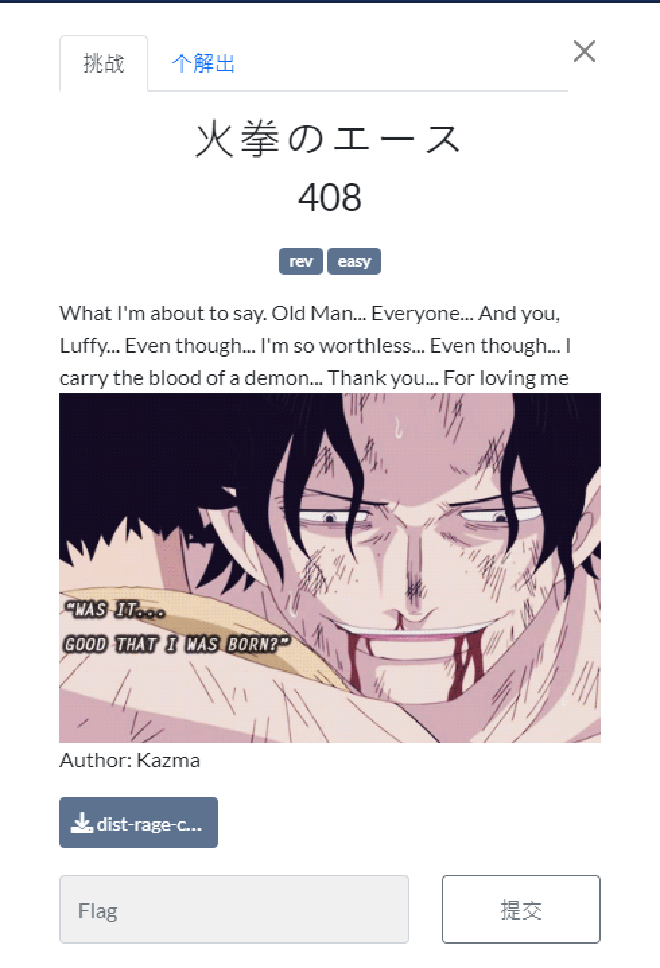 挑战
个解出
火拳のエース
408
rev
easy
What I'm about to say. Old Man... Everyone... And you,
Luffy... Even though... I'm so worthless... Even though... I
carry the blood of a demon... Thank you... For loving me
"WAS IT...
GOOD THAT I WAS BORN?"
Author: Kazma
dist-rage-c...
Flag
提交